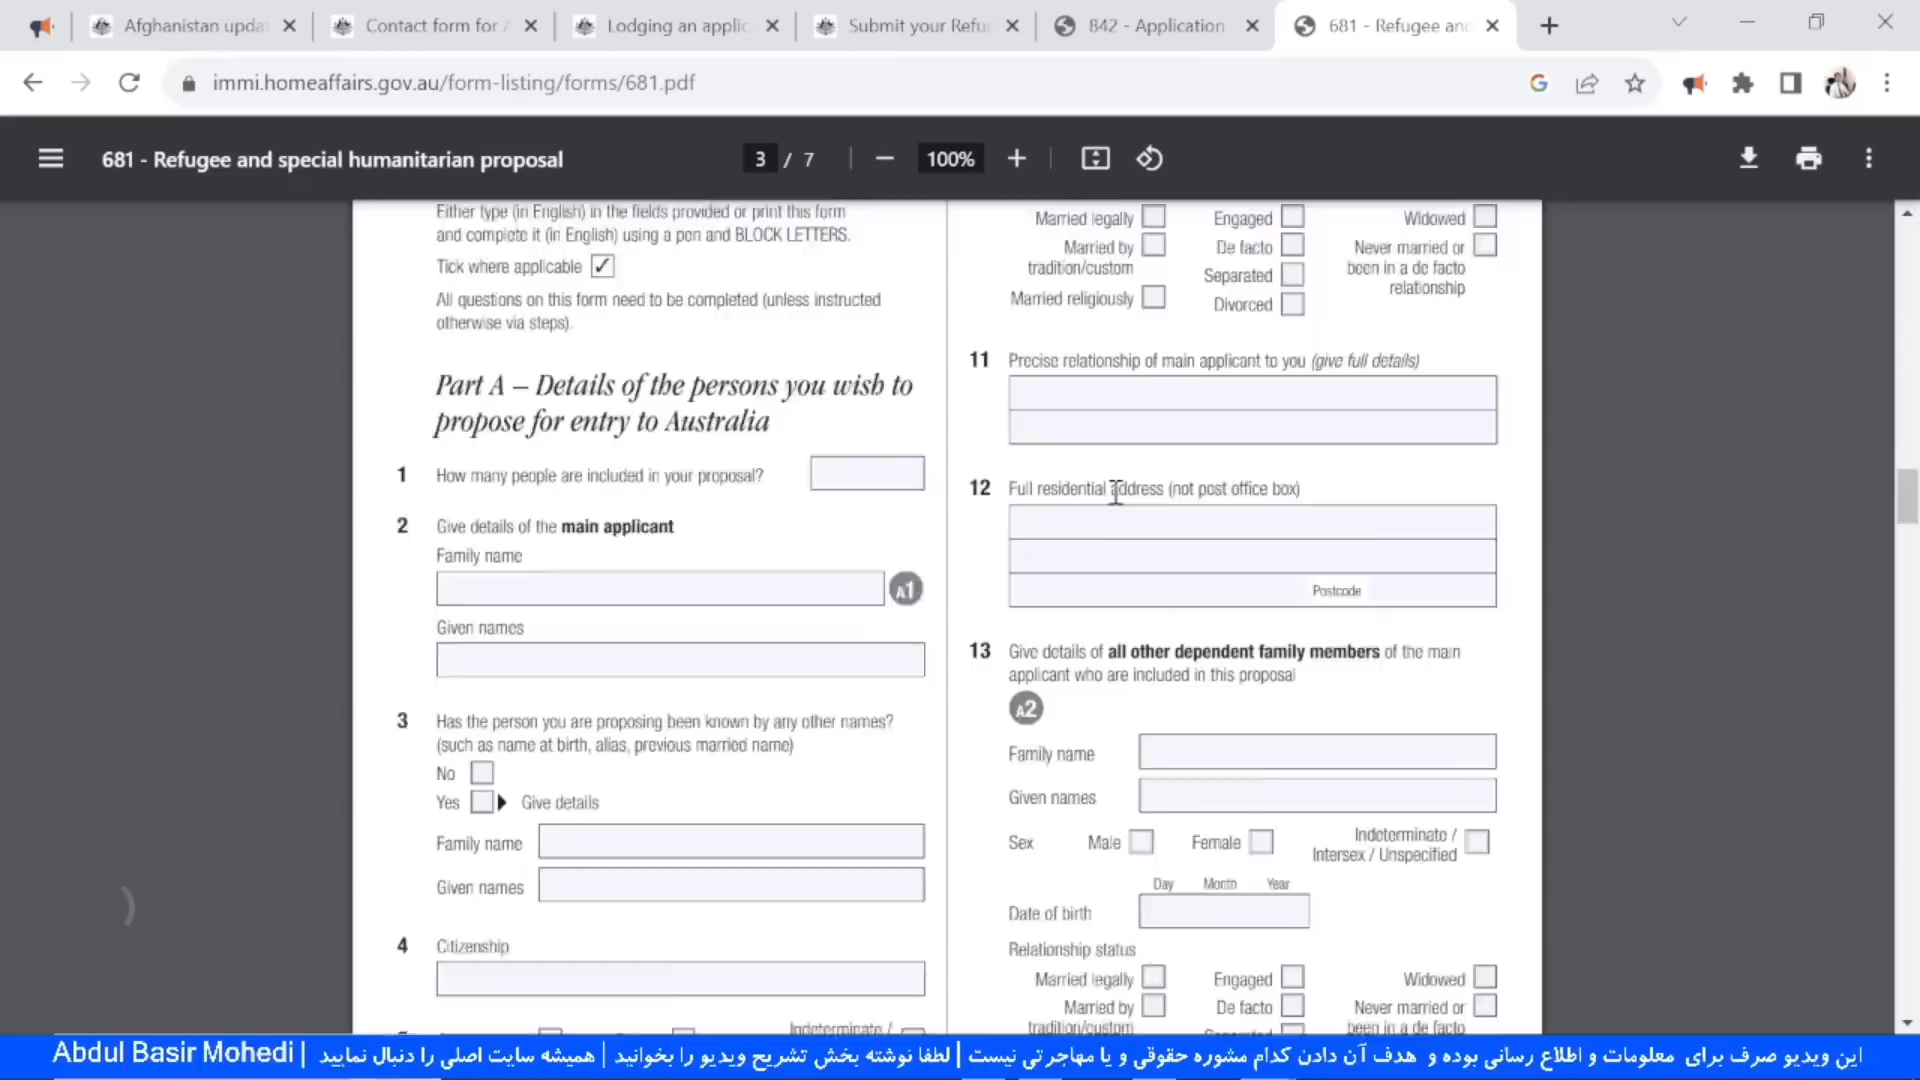 Afghanistan updat
Contact form for A
Lodging an applic
Submit your Refug
842 - Application
681 - Refugee and
immi.homeaffairs.gov.au/form-listing/forms/681.pdf
681 - Refugee and special humanitarian proposal
3 / 7
100%
Either type (in English) in the fields provided or print this form
and complete it (in English) using a pen and BLOCK LETTERS.
Tick where applicable
All questions on this form need to be completed (unless instructed
otherwise via steps).
Part A – Details of the persons you wish to
propose for entry to Australia
1 How many people are included in your proposal?
2 Give details of the main applicant
Family name
A1
Given names
3 Has the person you are proposing been known by any other names?
(such as name at birth, alias, previous married name)
No
Yes Give details
Family name
Given names
4 Citizenship
Indeterminate /
Married legally Engaged Widowed
Married by De facto Never married or
tradition/custom Separated been in a de facto
relationship
Married religiously Divorced
11 Precise relationship of main applicant to you (give full details)
12 Full residential address (not post office box)
Postcode
13 Give details of all other dependent family members of the main
applicant who are included in this proposal
A2
Family name
Given names
Sex Male Female Indeterminate /
Intersex / Unspecified
Day Month Year
Date of birth
Relationship status
Married legally Engaged Widowed
Married by De facto Never married or
tradition/custom Separated been in a de facto
Abdul Basir Mohedi | این ویدیو صرف برای معلومات و اطلاع رسانی بوده و هدف آن دادن کدام مشوره حقوقی و یا مهاجرتی نیست | لطفا نوشته بخش تشریح ویدیو را بخوانید | همیشه سایت اصلی را دنبال نمایید